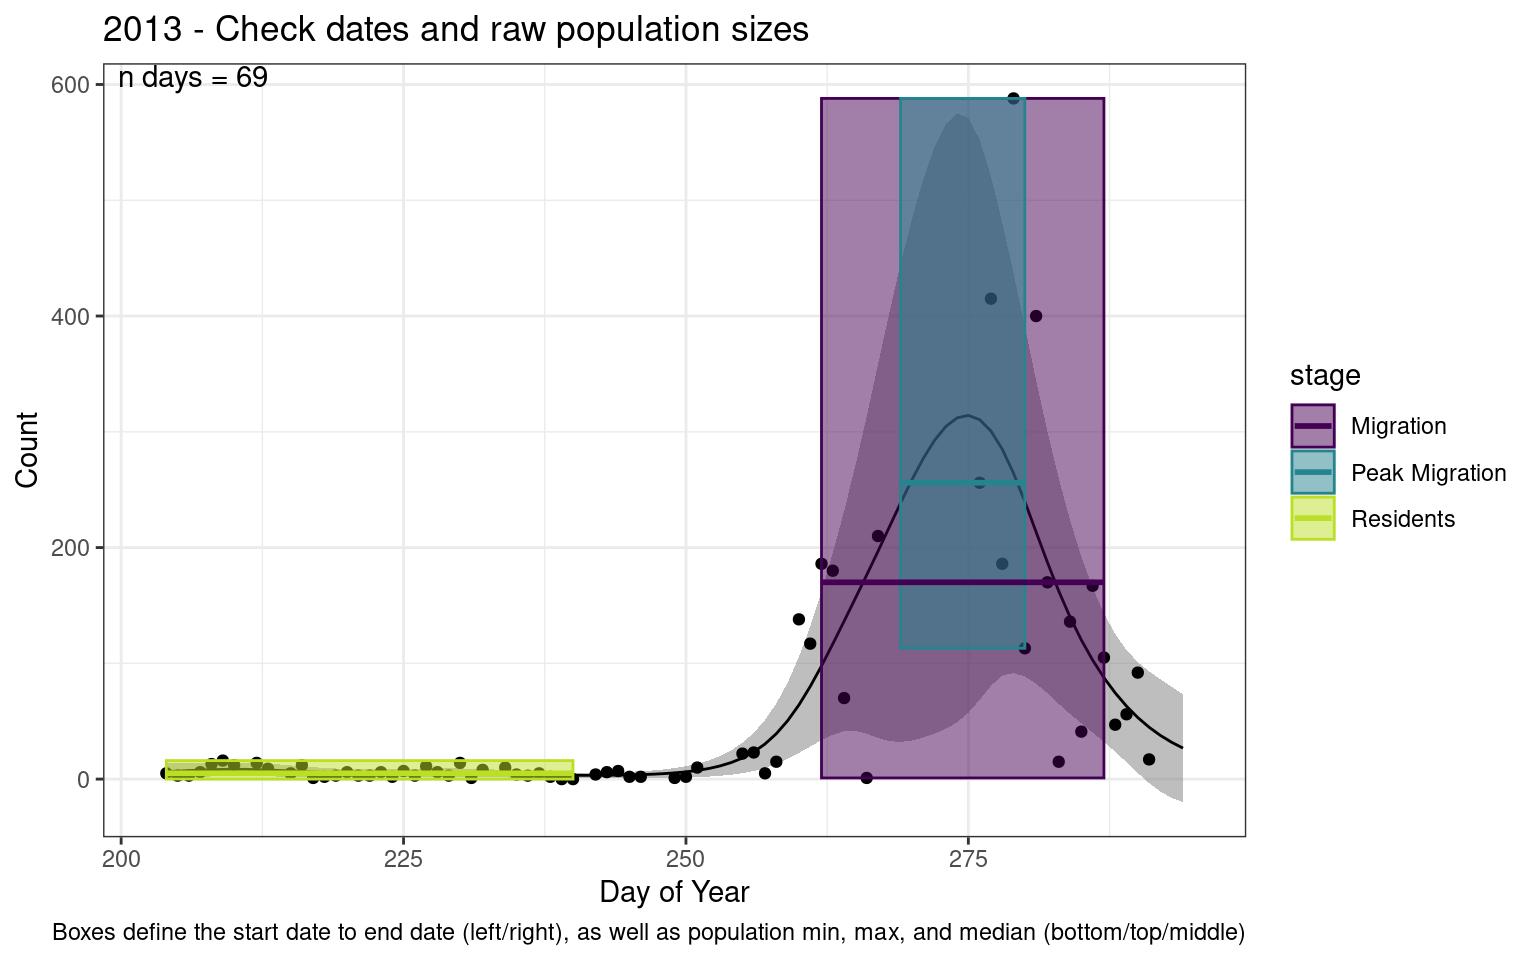 2013 - Check dates and raw population sizes
n days = 69
600
400
200
0
Count
200
225
250
275
Day of Year
stage
Migration
Peak Migration
Residents
Boxes define the start date to end date (left/right), as well as population min, max, and median (bottom/top/middle)